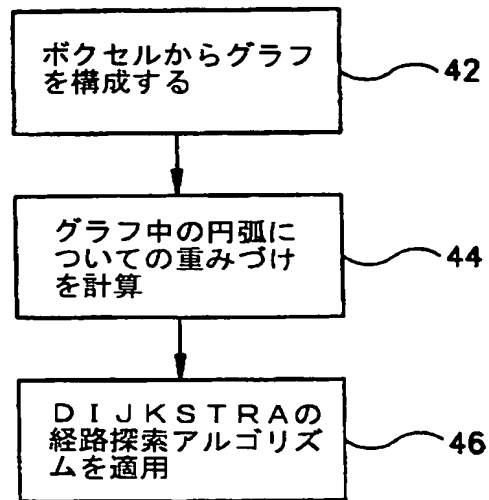 ボクセルからグラフ
を構成する
42
グラフ中の円弧に
ついての重みづけ
を計算
44
ＤＩＪＫＳＴＲＡの
経路探索アルゴリズ
ムを適用
46